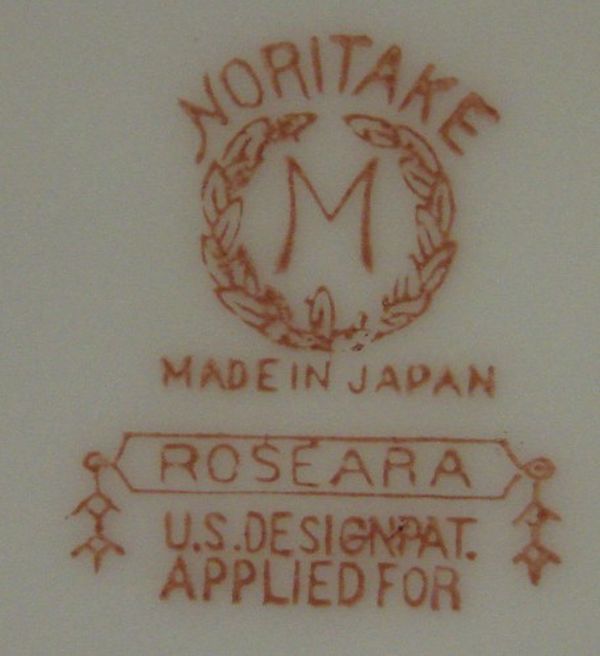 NORITAKE
M
MADE IN JAPAN
ROSEARA
U.S. DESIGN PAT.
APPLIED FOR